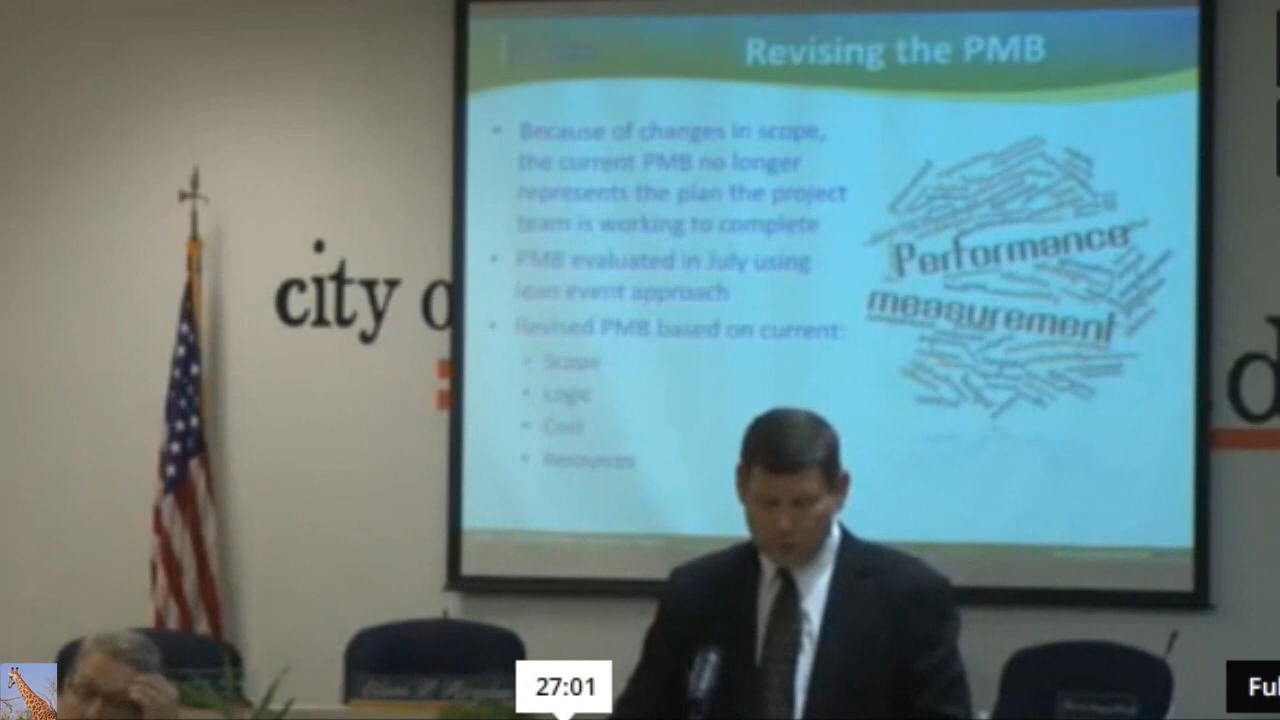 Revising the PMB
• Because of changes in scope,
the current PMB no longer
represents the plan the project
team is working to complete
• PMB evaluated in July using
lean event approach
• Revised PMB based on current:
• Scope
• Logic
• Cost
• Resources
Performance
measurement
city o
d
27:01
Ful